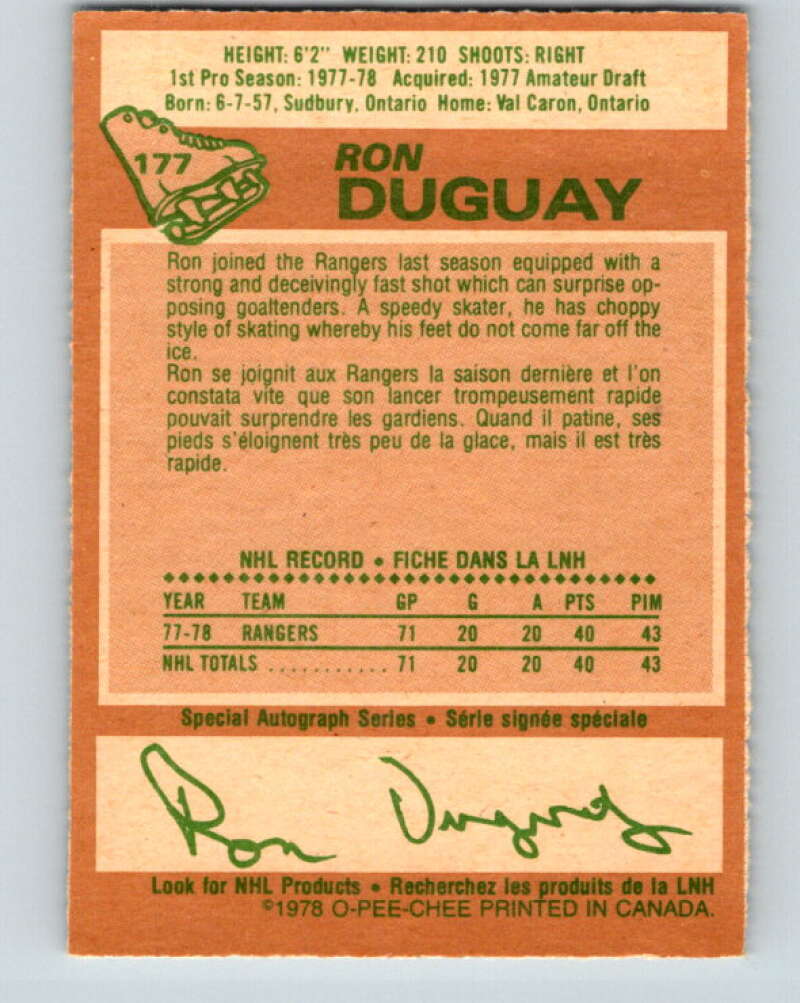 HEIGHT: 6'2" WEIGHT: 210 SHOOTS: RIGHT
1st Pro Season: 1977-78 Acquired: 1977 Amateur Draft
Born: 6-7-57, Sudbury, Ontario Home: Val Caron, Ontario
177
RON
DUGUAY
Ron joined the Rangers last season equipped with a
strong and deceivingly fast shot which can surprise op-
posing goaltenders. A speedy skater, he has choppy
style of skating whereby his feet do not come far off the
ice.
Ron se joignit aux Rangers la saison dernière et l'on
constata vite que son lancer trompeusement rapide
pouvait surprendre les gardiens. Quand il patine, ses
pieds s'éloignent très peu de la glace, mais il est très
rapide.
NHL RECORD • FICHE DANS LA LNH
YEAR TEAM GP G A PTS PIM
77-78 RANGERS 71 20 20 40 43
NHL TOTALS ............ 71 20 20 40 43
Special Autograph Series • Série signée spéciale
Ron Duguay
Look for NHL Products • Recherchez les produits de la LNH
©1978 O-PEE-CHEE PRINTED IN CANADA.